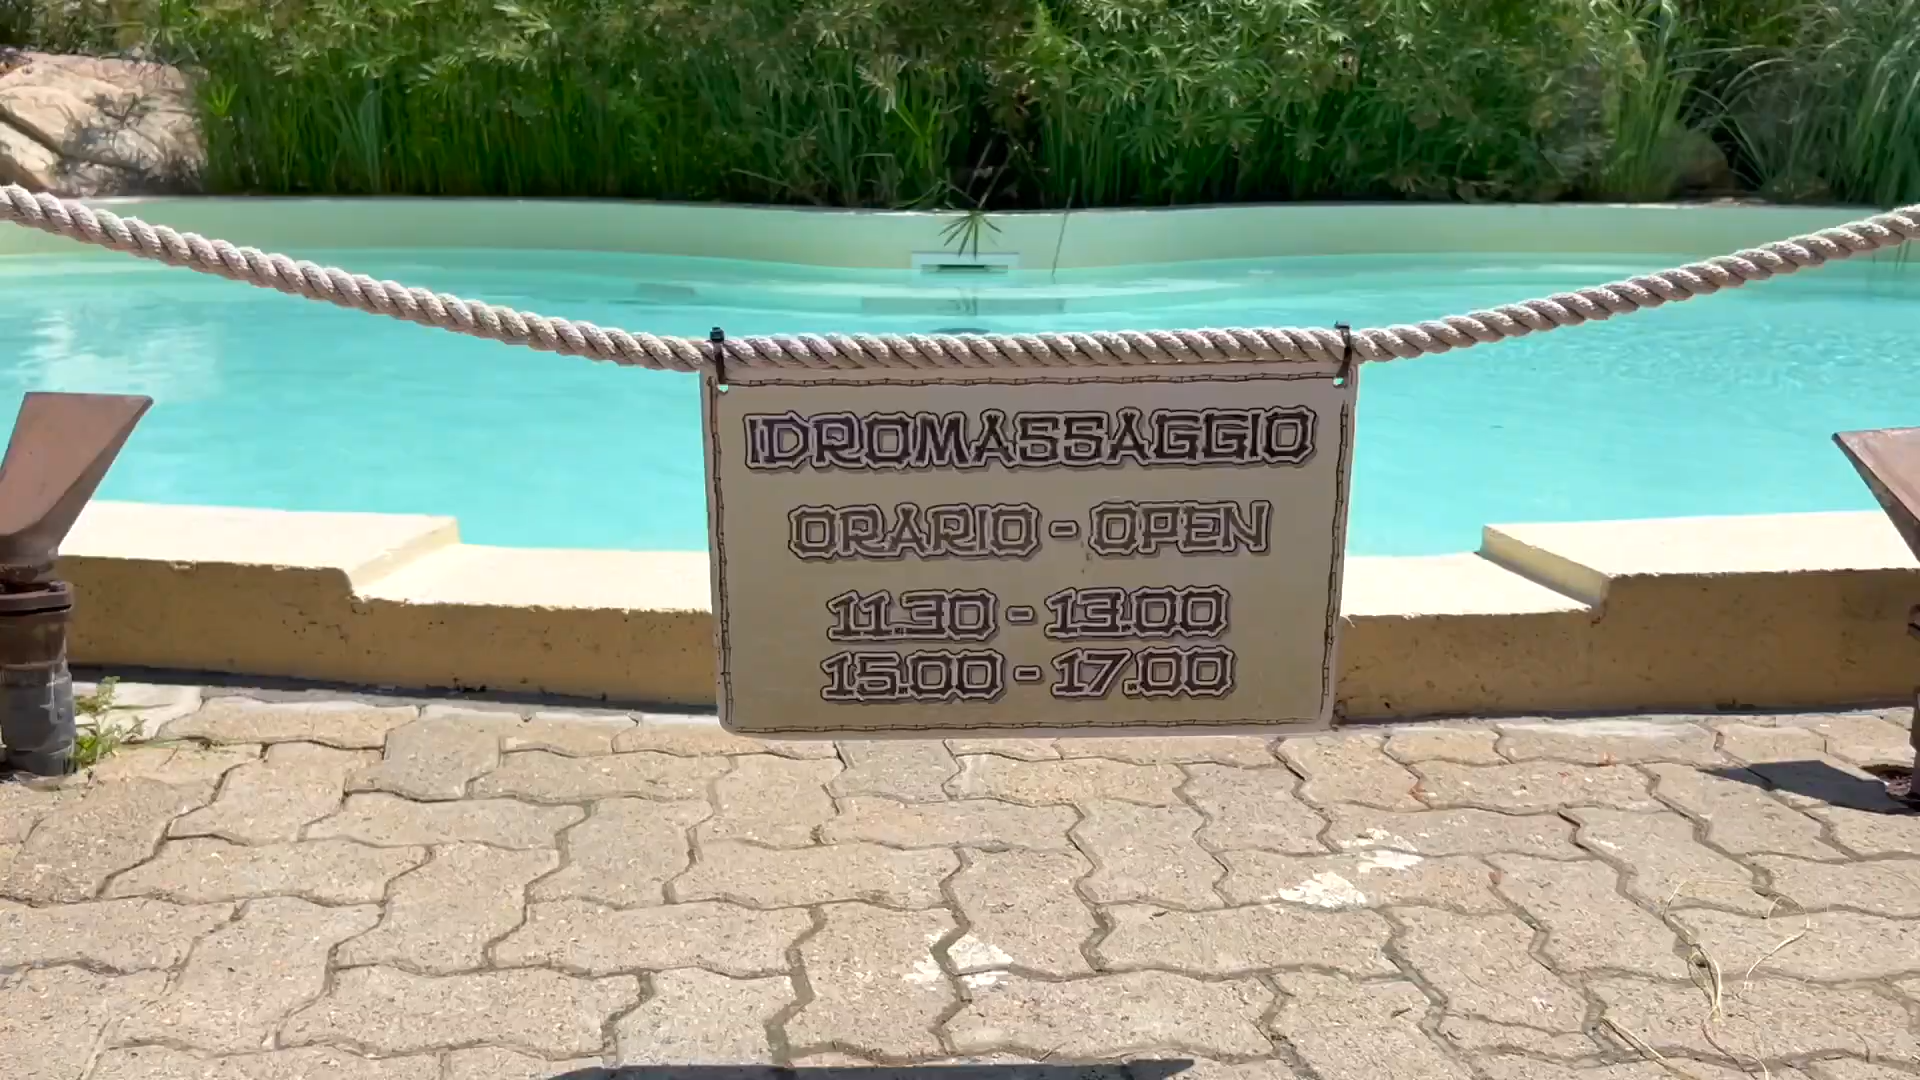 IDROMASSAGGIO
ORARIO - OPEN
11.30 - 13.00
15.00 - 17.00